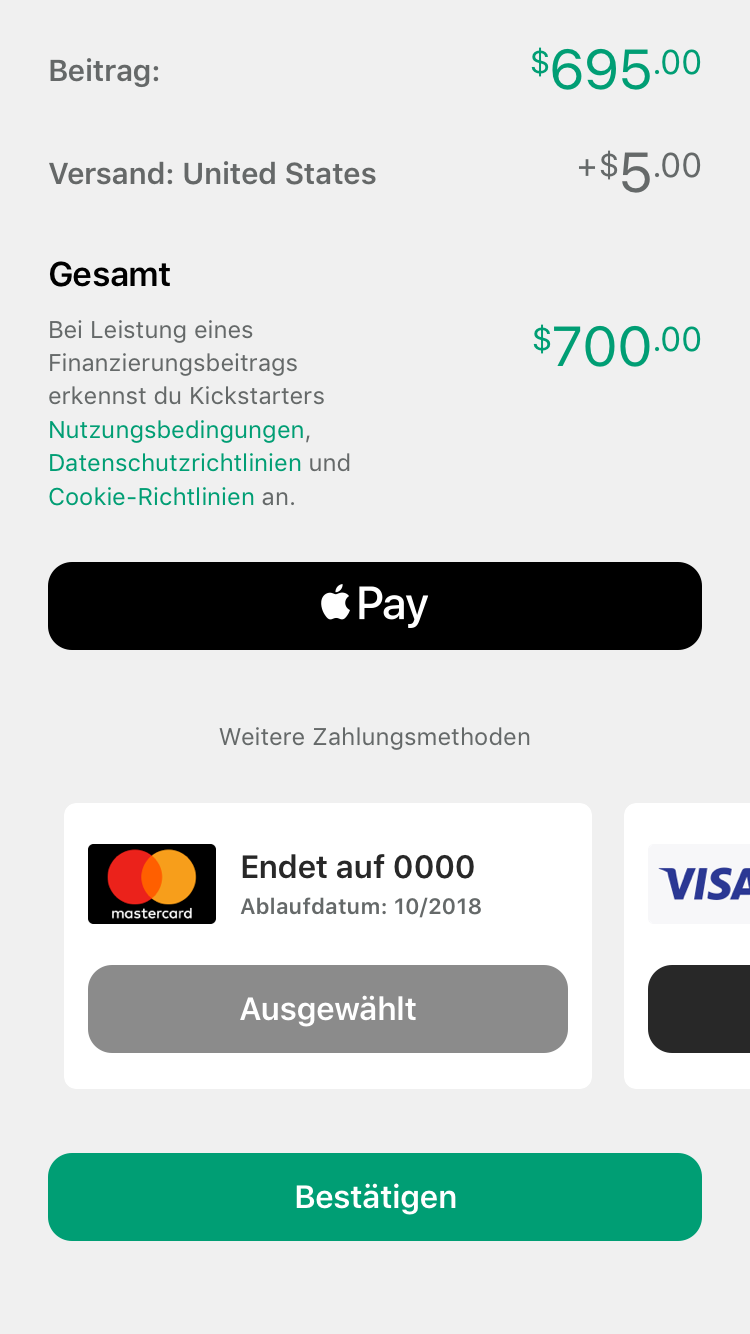 Beitrag: $695.00
Versand: United States +$5.00
Gesamt
Bei Leistung eines
Finanzierungsbeitrags
erkennst du Kickstarters
Nutzungsbedingungen,
Datenschutzrichtlinien und
Cookie-Richtlinien an.
$700.00
Pay
Weitere Zahlungsmethoden
mastercard
Endet auf 0000
Ablaufdatum: 10/2018
Ausgewählt
VISA
Bestätigen